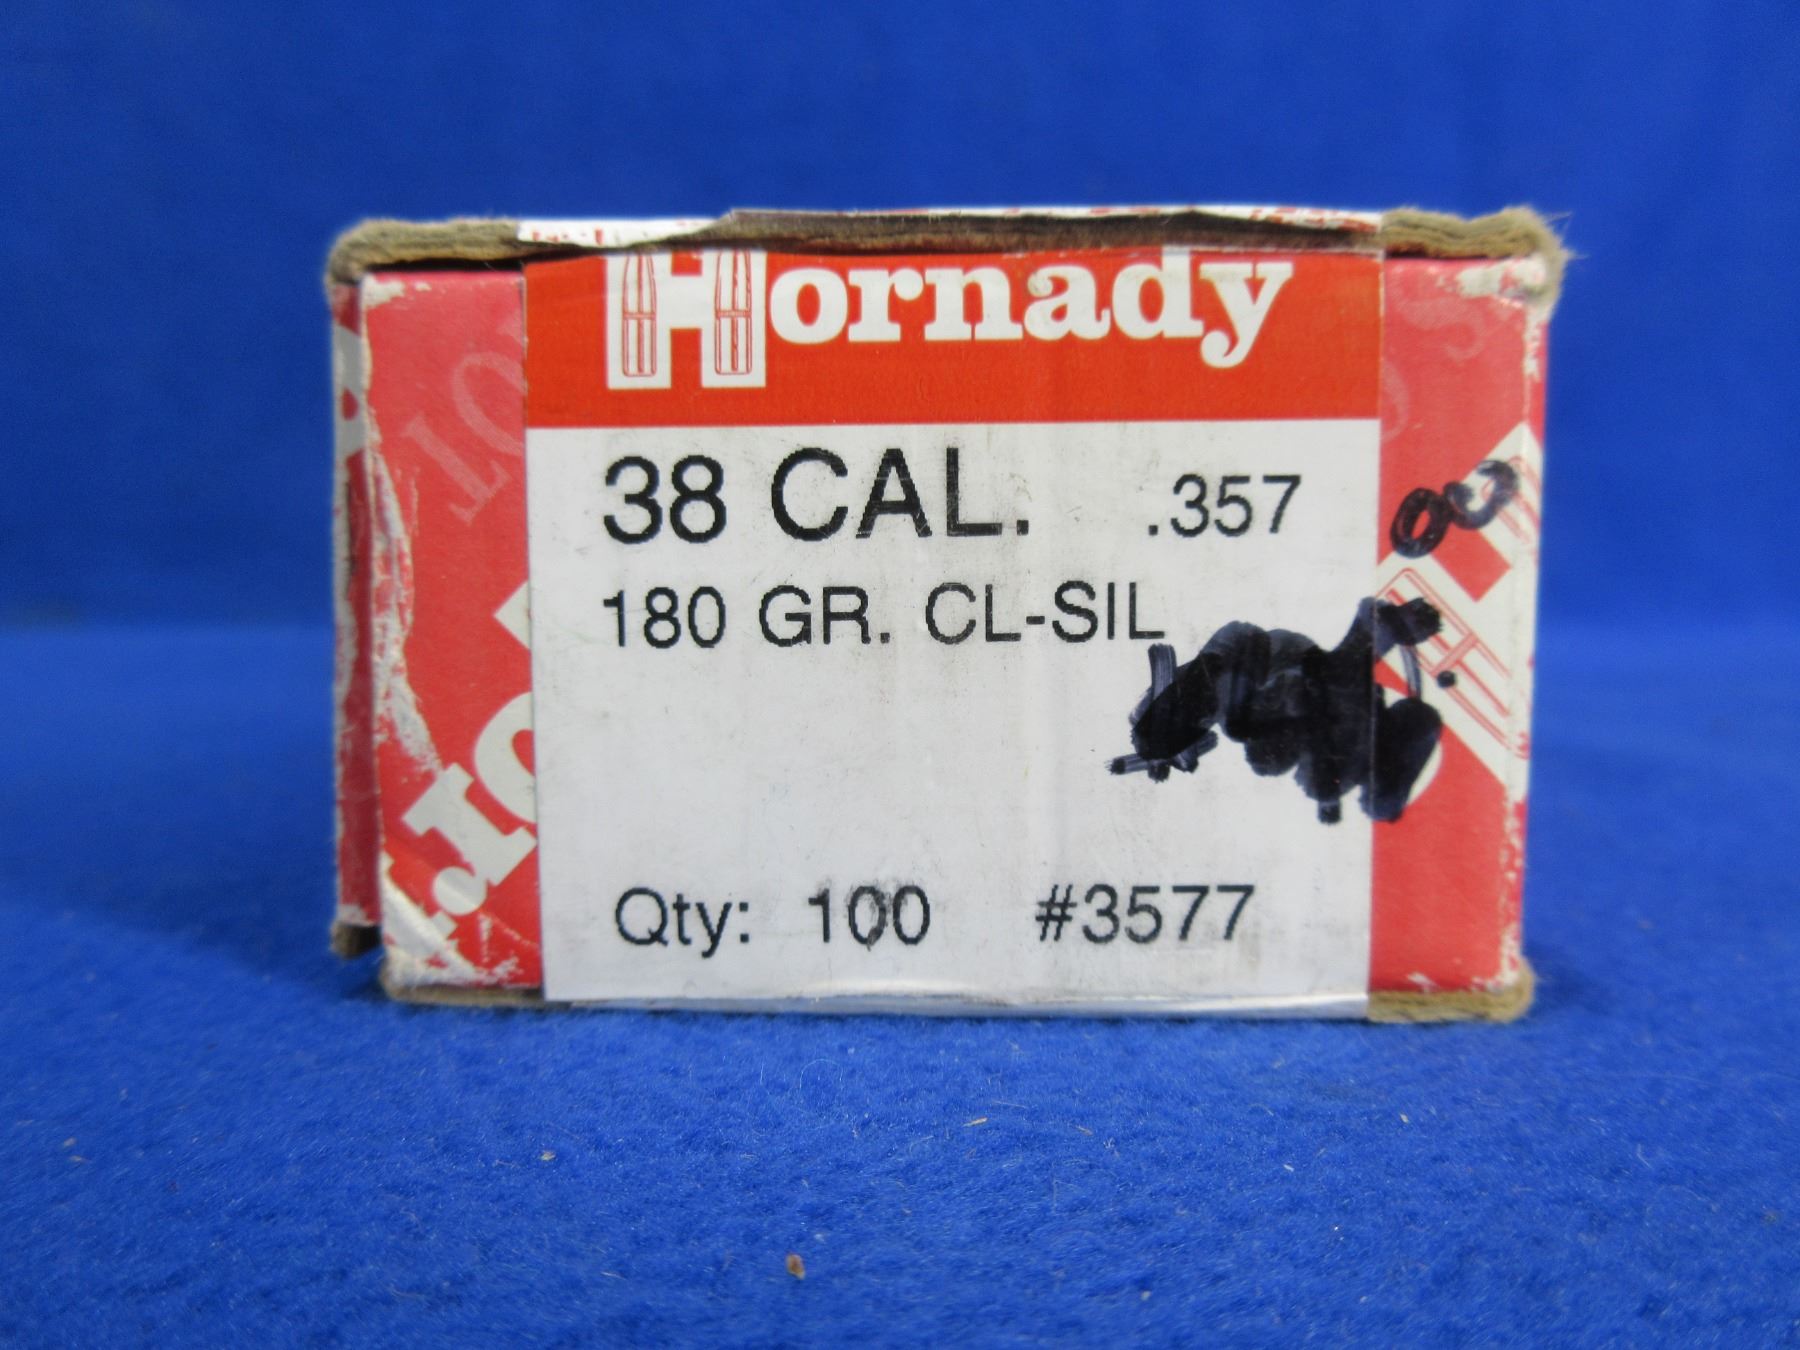 Hornady
38 CAL. .357
180 GR. CL-SIL
Qty: 100 #3577